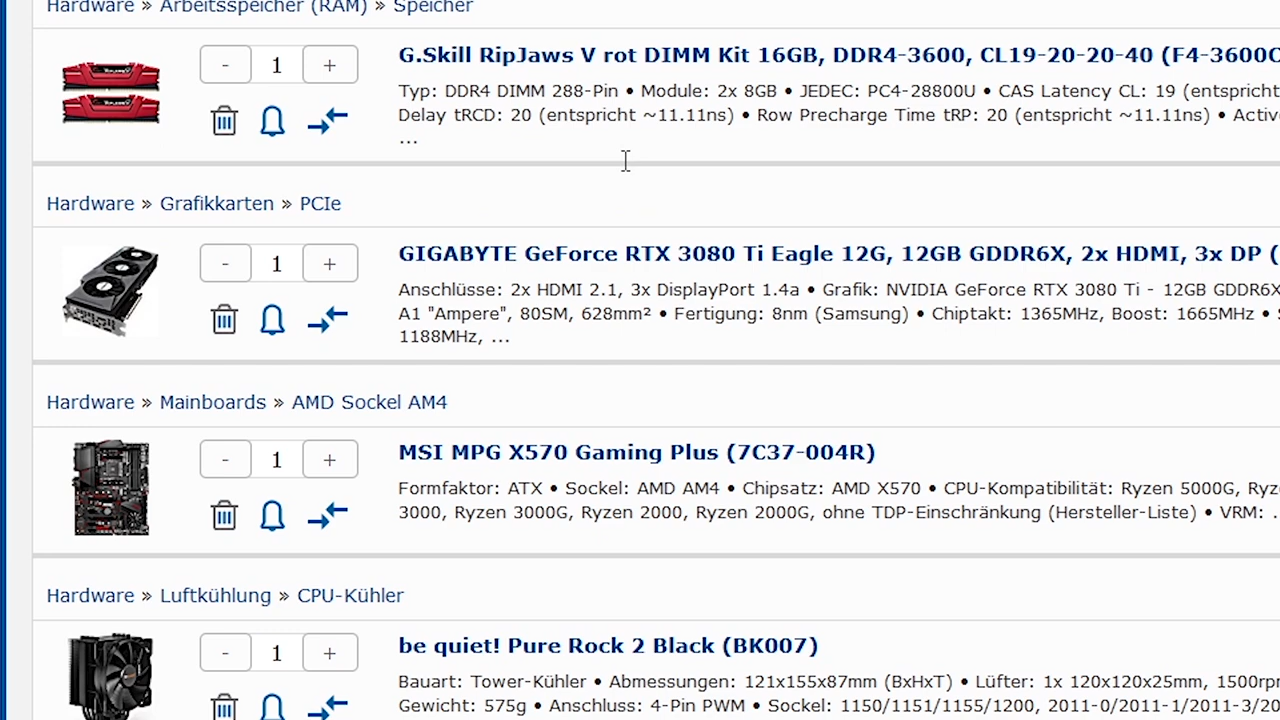 Hardware » Arbeitsspeicher (RAM) » Speicher
- 1 +
G.Skill RipJaws V rot DIMM Kit 16GB, DDR4-3600, CL19-20-20-40 (F4-3600C
Typ: DDR4 DIMM 288-Pin • Module: 2x 8GB • JEDEC: PC4-28800U • CAS Latency CL: 19 (entspricht
Delay tRCD: 20 (entspricht ~11.11ns) • Row Precharge Time tRP: 20 (entspricht ~11.11ns) • Active
...
Hardware » Grafikkarten » PCIe
- 1 +
GIGABYTE GeForce RTX 3080 Ti Eagle 12G, 12GB GDDR6X, 2x HDMI, 3x DP (
Anschlüsse: 2x HDMI 2.1, 3x DisplayPort 1.4a • Grafik: NVIDIA GeForce RTX 3080 Ti - 12GB GDDR6X
A1 "Ampere", 80SM, 628mm² • Fertigung: 8nm (Samsung) • Chiptakt: 1365MHz, Boost: 1665MHz •
1188MHz, ...
Hardware » Mainboards » AMD Sockel AM4
- 1 +
MSI MPG X570 Gaming Plus (7C37-004R)
Formfaktor: ATX • Sockel: AMD AM4 • Chipsatz: AMD X570 • CPU-Kompatibilität: Ryzen 5000G, Ryze
3000, Ryzen 3000G, Ryzen 2000, Ryzen 2000G, ohne TDP-Einschränkung (Hersteller-Liste) • VRM: .
Hardware » Luftkühlung » CPU-Kühler
- 1 +
be quiet! Pure Rock 2 Black (BK007)
Bauart: Tower-Kühler • Abmessungen: 121x155x87mm (BxHxT) • Lüfter: 1x 120x120x25mm, 1500rpm
Gewicht: 575g • Anschluss: 4-Pin PWM • Sockel: 1150/1151/1155/1200, 2011-0/2011-1/2011-3/20